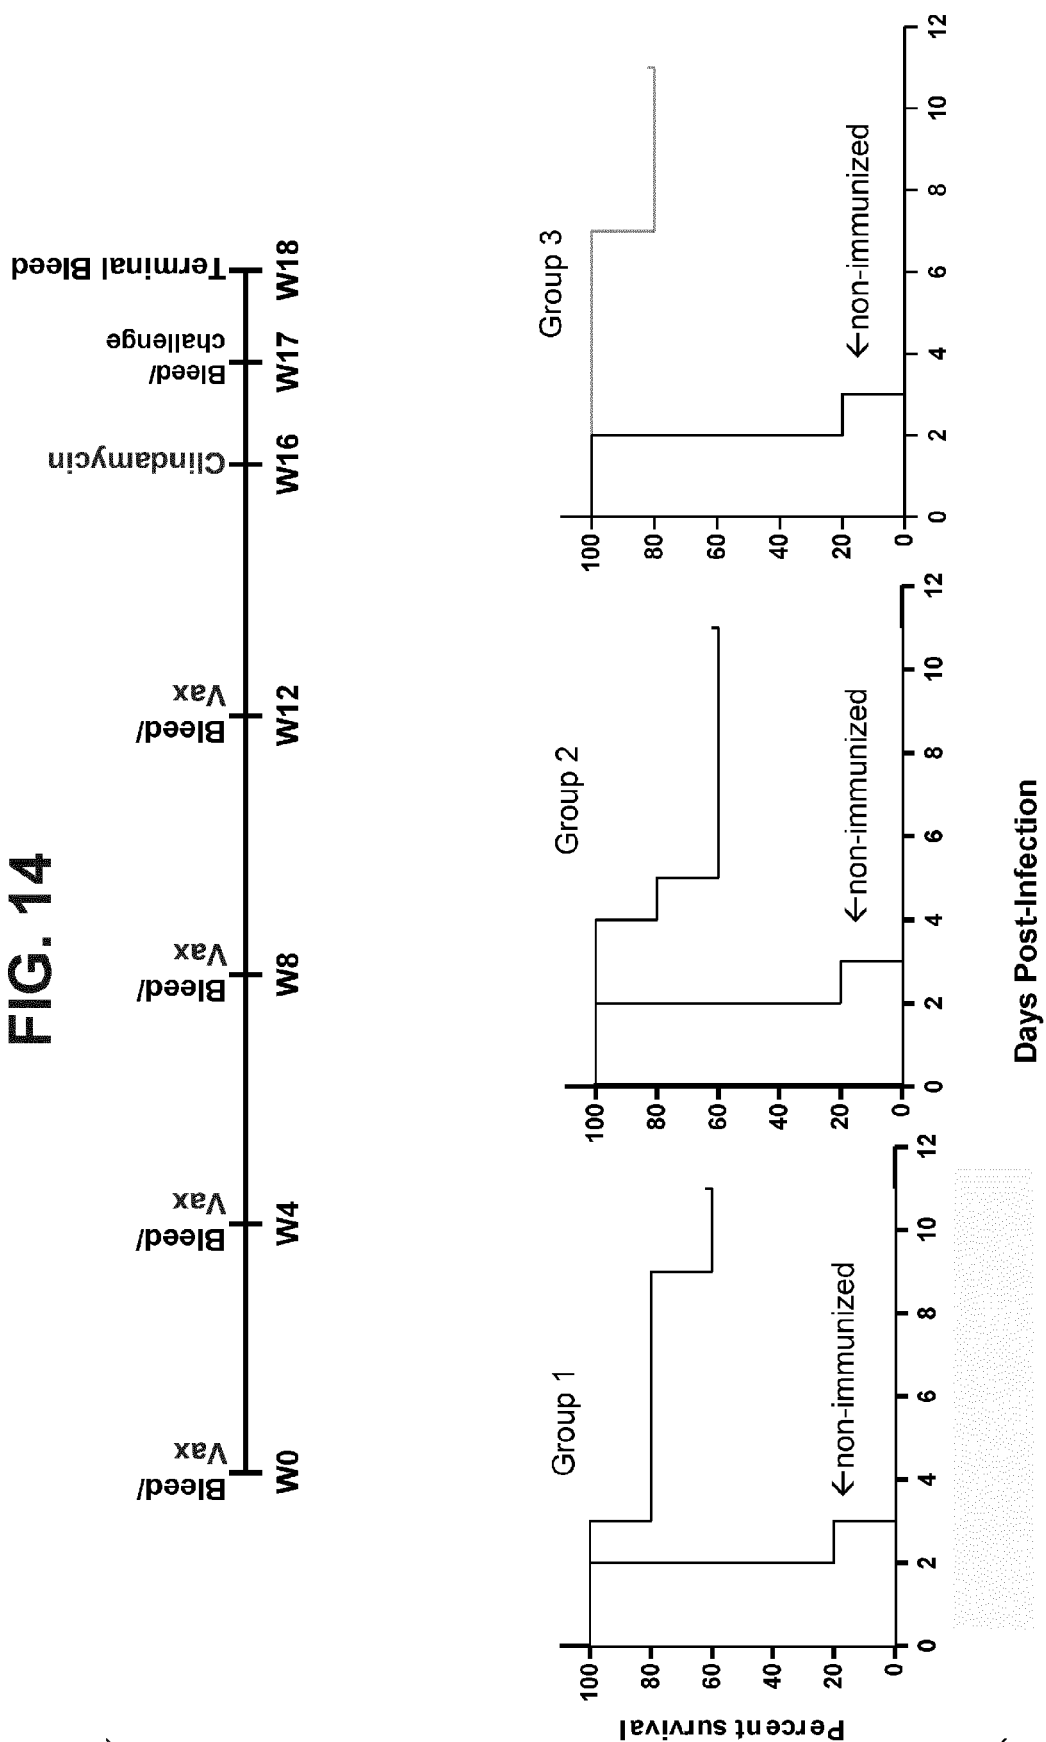 FIG. 14
Bleed/
Vax
Bleed/
Vax
Bleed/
Vax
Bleed/
Vax
Clindamycin
Bleed/
challenge
Terminal Bleed
W0
W4
W8
W12
W16
W17
W18
Percent survival
Group 1
100
80
60
40
20
0
←non-immunized
0 2 4 6 8 10 12
Group 2
100
80
60
40
20
0
←non-immunized
0 2 4 6 8 10 12
Group 3
100
80
60
40
20
0
←non-immunized
0 2 4 6 8 10 12
Days Post-Infection